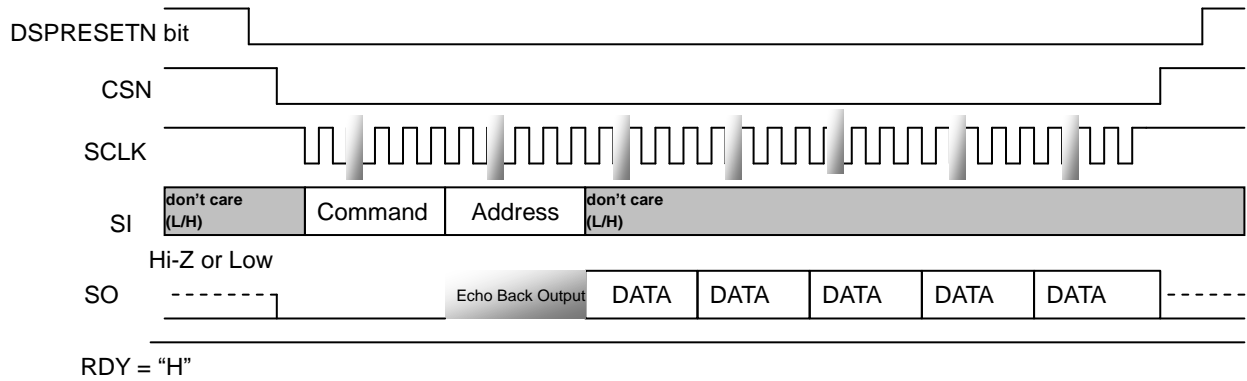 DSPRESETN bit
CSN
SCLK
SI
don't care
(L/H)
Command
Address
don't care
(L/H)
Hi-Z or Low
SO
Echo Back Output
DATA
DATA
DATA
DATA
DATA
RDY = “H”